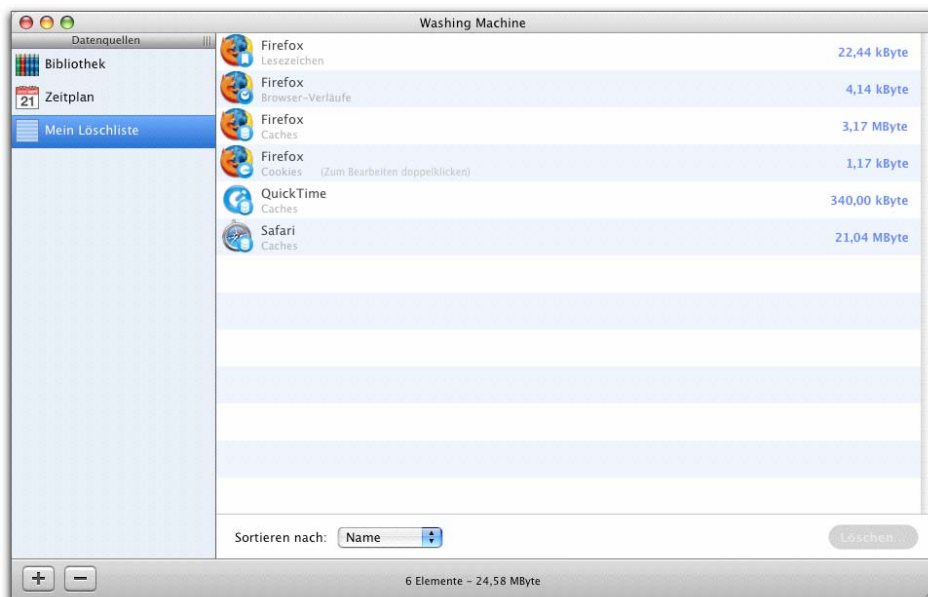 Washing Machine
Datenquellen
Bibliothek
21 Zeitplan
Mein Löschliste
Firefox
Lesezeichen
22,44 kByte
Firefox
Browser-Verläufe
4,14 kByte
Firefox
Caches
3,17 MByte
Firefox
Cookies (Zum Bearbeiten doppelklicken)
1,17 kByte
QuickTime
Caches
340,00 kByte
Safari
Caches
21,04 MByte
Sortieren nach: Name
Löschen...
6 Elemente – 24,58 MByte